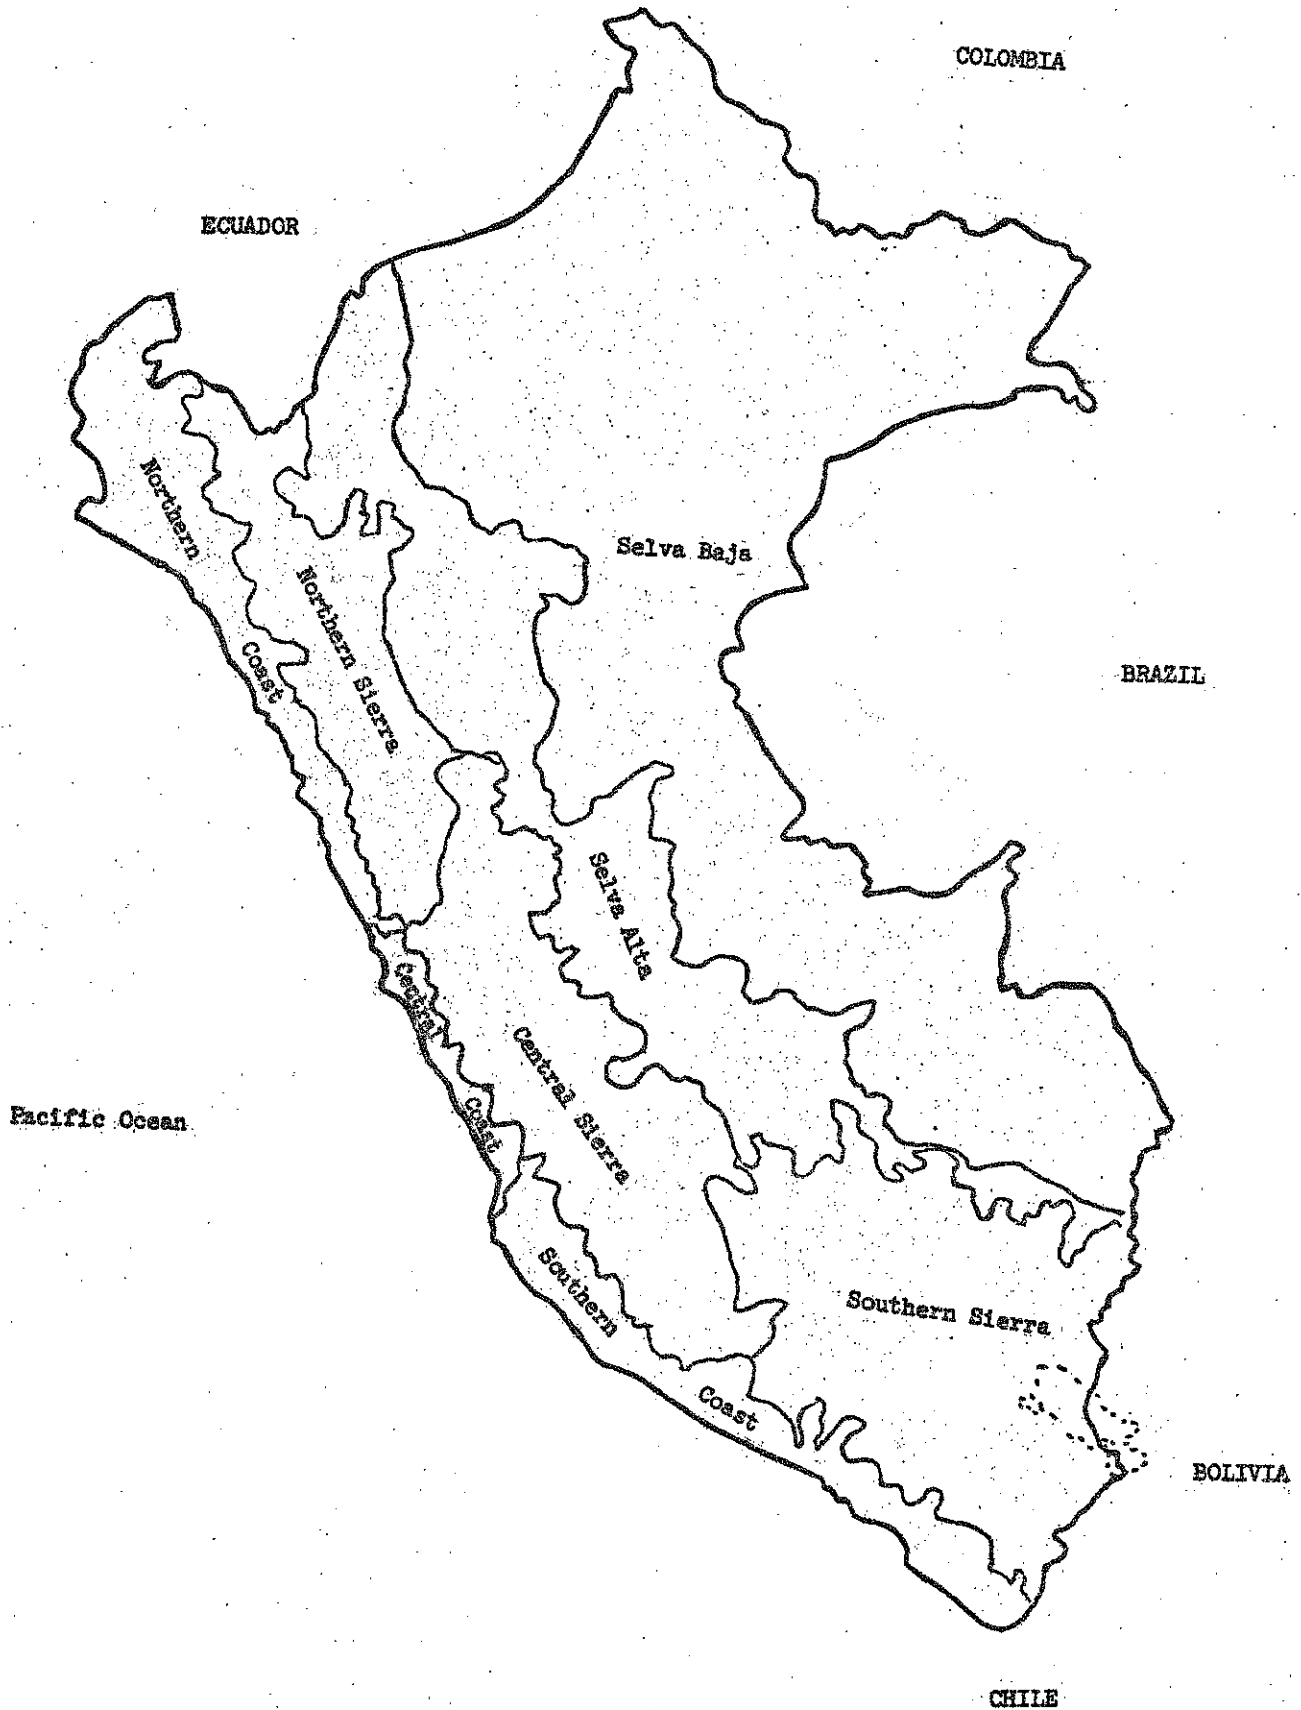 COLOMBIA
ECUADOR
Northern
Coast
Northern Sierra
Selva Baja
BRAZIL
Selva Alta
Central
Coast
Central Sierra
Pacific Ocean
Southern
Coast
Southern Sierra
BOLIVIA
CHILE